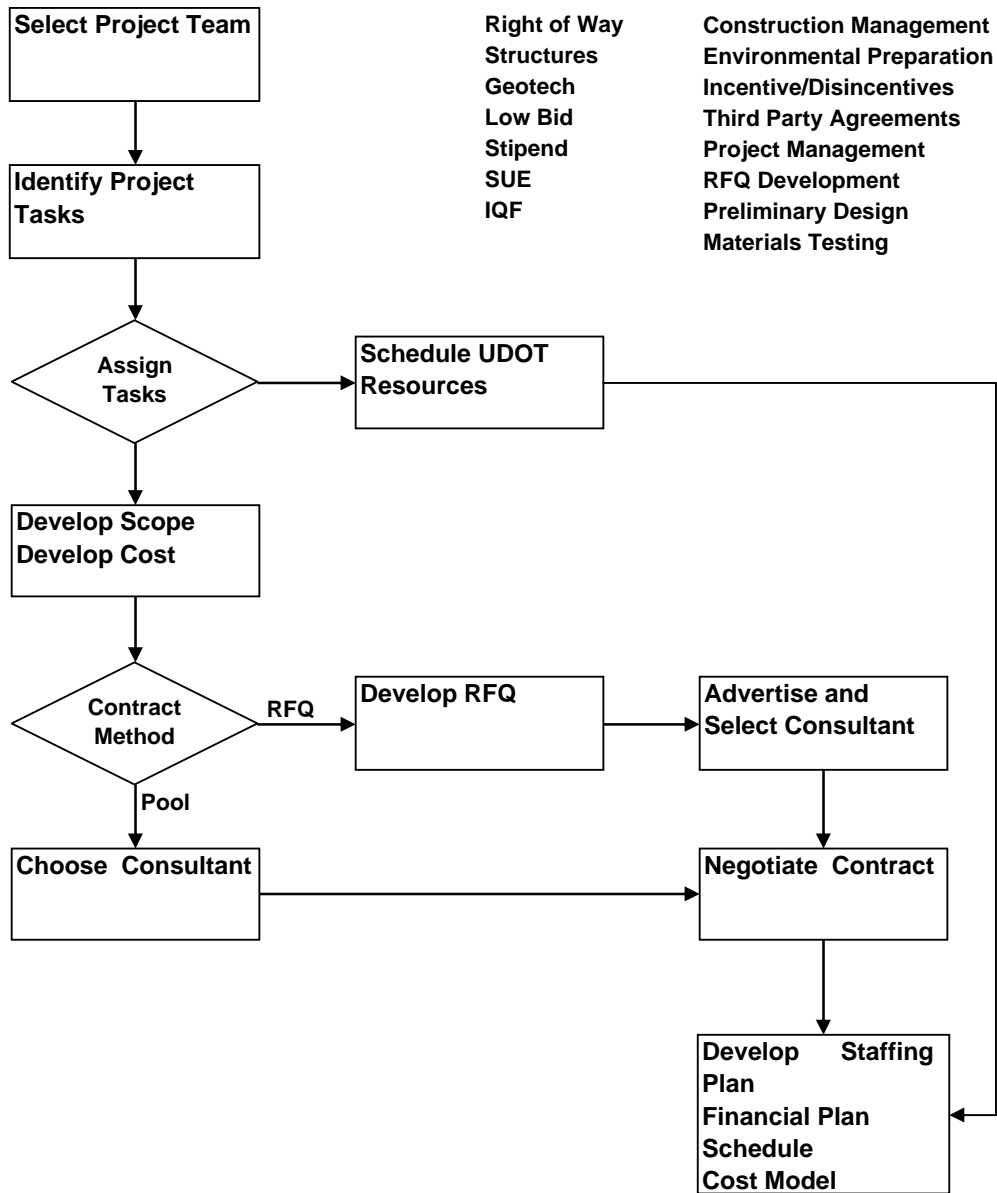 Select Project Team
Right of Way
Structures
Geotech
Low Bid
Stipend
SUE
IQF
Construction Management
Environmental Preparation
Incentive/Disincentives
Third Party Agreements
Project Management
RFQ Development
Preliminary Design
Materials Testing
Identify Project
Tasks
Assign
Tasks
Schedule UDOT
Resources
Develop Scope
Develop Cost
Contract
Method
RFQ
Develop RFQ
Advertise and
Select Consultant
Pool
Choose Consultant
Negotiate Contract
Develop Staffing
Plan
Financial Plan
Schedule
Cost Model